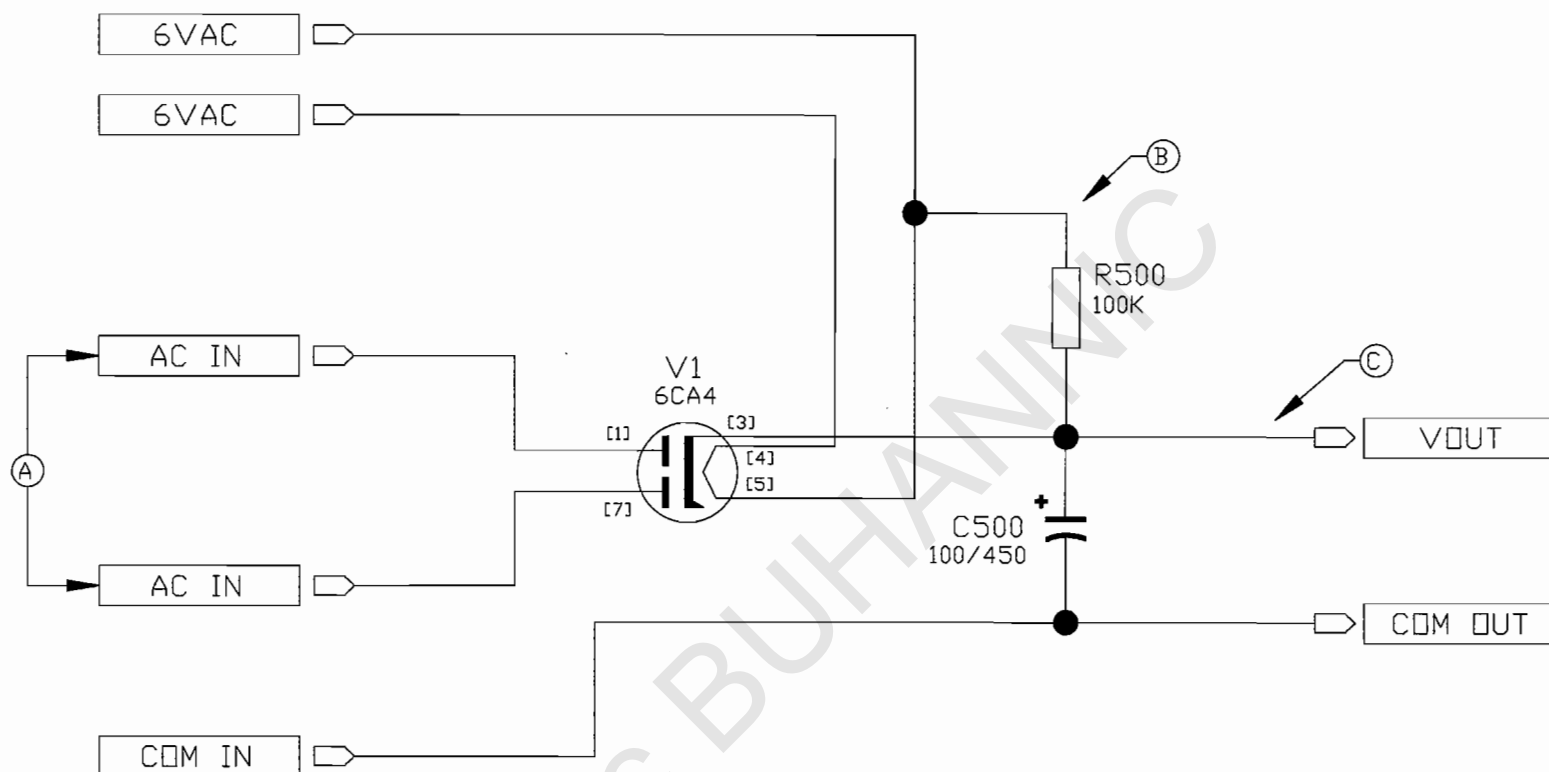 6VAC
6VAC
B
R500
100K
AC IN
V1
6CA4
C
[1]
[3]
VOUT
[4]
A
[5]
[7]
+
C500
100/450
AC IN
COM OUT
COM IN
S BUHANNIC